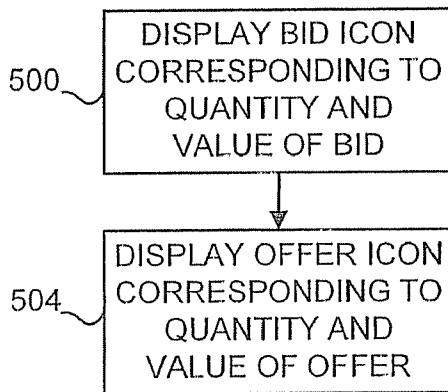 500
DISPLAY BID ICON
CORRESPONDING TO
QUANTITY AND
VALUE OF BID
504
DISPLAY OFFER ICON
CORRESPONDING TO
QUANTITY AND
VALUE OF OFFER